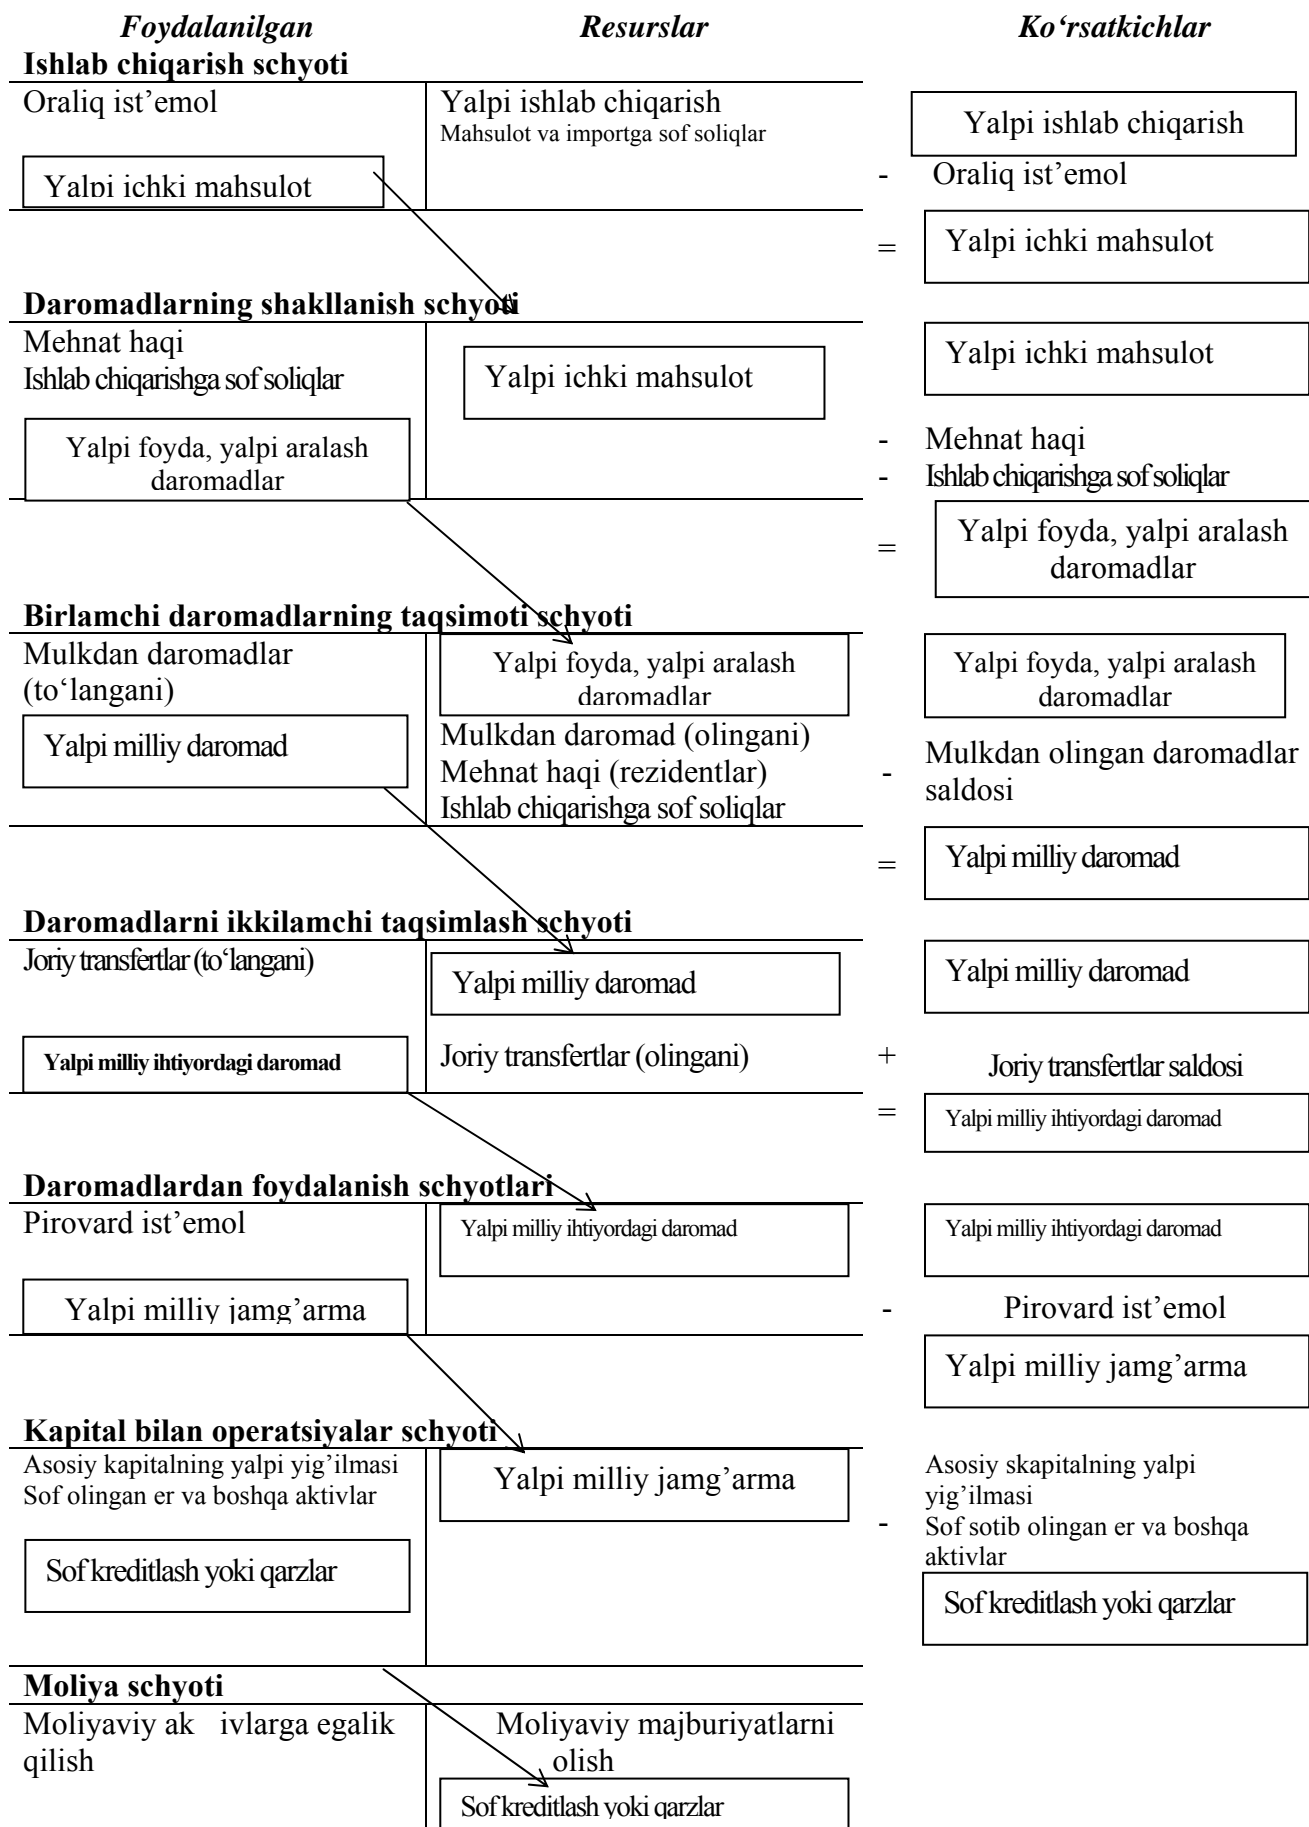 Foydalanilgan Resurslar Ko‘rsatkichlar
Ishlab chiqarish schyoti
Oraliq ist’emol
Yalpi ichki mahsulot
Yalpi ishlab chiqarish
Mahsulot va importga sof soliqlar
Yalpi ishlab chiqarish
- Oraliq ist’emol
= Yalpi ichki mahsulot
Daromadlarning shakllanish schyoti
Mehnat haqi
Ishlab chiqarishga sof soliqlar
Yalpi foyda, yalpi aralash
daromadlar
Yalpi ichki mahsulot
Yalpi ichki mahsulot
- Mehnat haqi
- Ishlab chiqarishga sof soliqlar
= Yalpi foyda, yalpi aralash
daromadlar
Birlamchi daromadlarning taqsimoti schyoti
Mulkdan daromadlar
(to‘langani)
Yalpi milliy daromad
Yalpi foyda, yalpi aralash
daromadlar
Mulkdan daromad (olingani)
Mehnat haqi (rezidentlar)
Ishlab chiqarishga sof soliqlar
Yalpi foyda, yalpi aralash
daromadlar
- Mulkdan olingan daromadlar
saldosi
= Yalpi milliy daromad
Daromadlarni ikkilamchi taqsimlash schyoti
Joriy transfertlar (to‘langani)
Yalpi milliy ihtiyordagi daromad
Yalpi milliy daromad
Joriy transfertlar (olingani)
Yalpi milliy daromad
+ Joriy transfertlar saldosi
= Yalpi milliy ihtiyordagi daromad
Daromadlardan foydalanish schyotlari
Pirovard ist’emol
Yalpi milliy jamg’arma
Yalpi milliy ihtiyordagi daromad
Yalpi milliy ihtiyordagi daromad
- Pirovard ist’emol
Yalpi milliy jamg’arma
Kapital bilan operatsiyalar schyoti
Asosiy kapitalning yalpi yig’ilmasi
Sof olingan er va boshqa aktivlar
Sof kreditlash yoki qarzlar
Yalpi milliy jamg’arma
Asosiy skapitalning yalpi
yig’ilmasi
- Sof sotib olingan er va boshqa
aktivlar
Sof kreditlash yoki qarzlar
Moliya schyoti
Moliyaviy ak ivlarga egalik
qilish
Moliyaviy majburiyatlarni
olish
Sof kreditlash yoki qarzlar